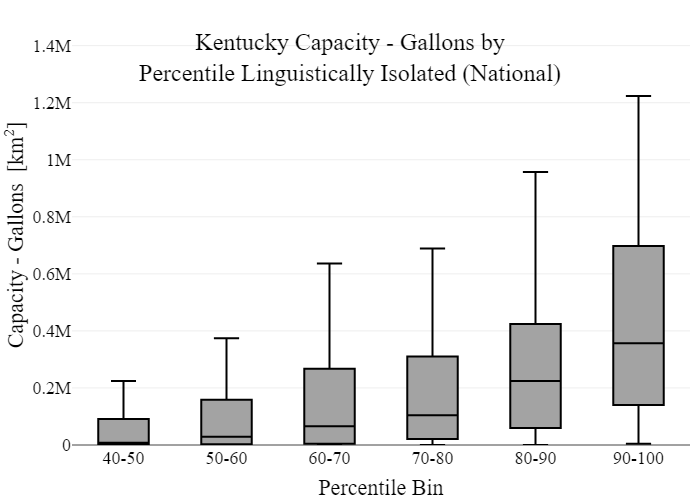 Kentucky Capacity - Gallons by
Percentile Linguistically Isolated (National)
Capacity - Gallons [km²]
1.4M
1.2M
1M
0.8M
0.6M
0.4M
0.2M
0
40-50
50-60
60-70
70-80
80-90
90-100
Percentile Bin